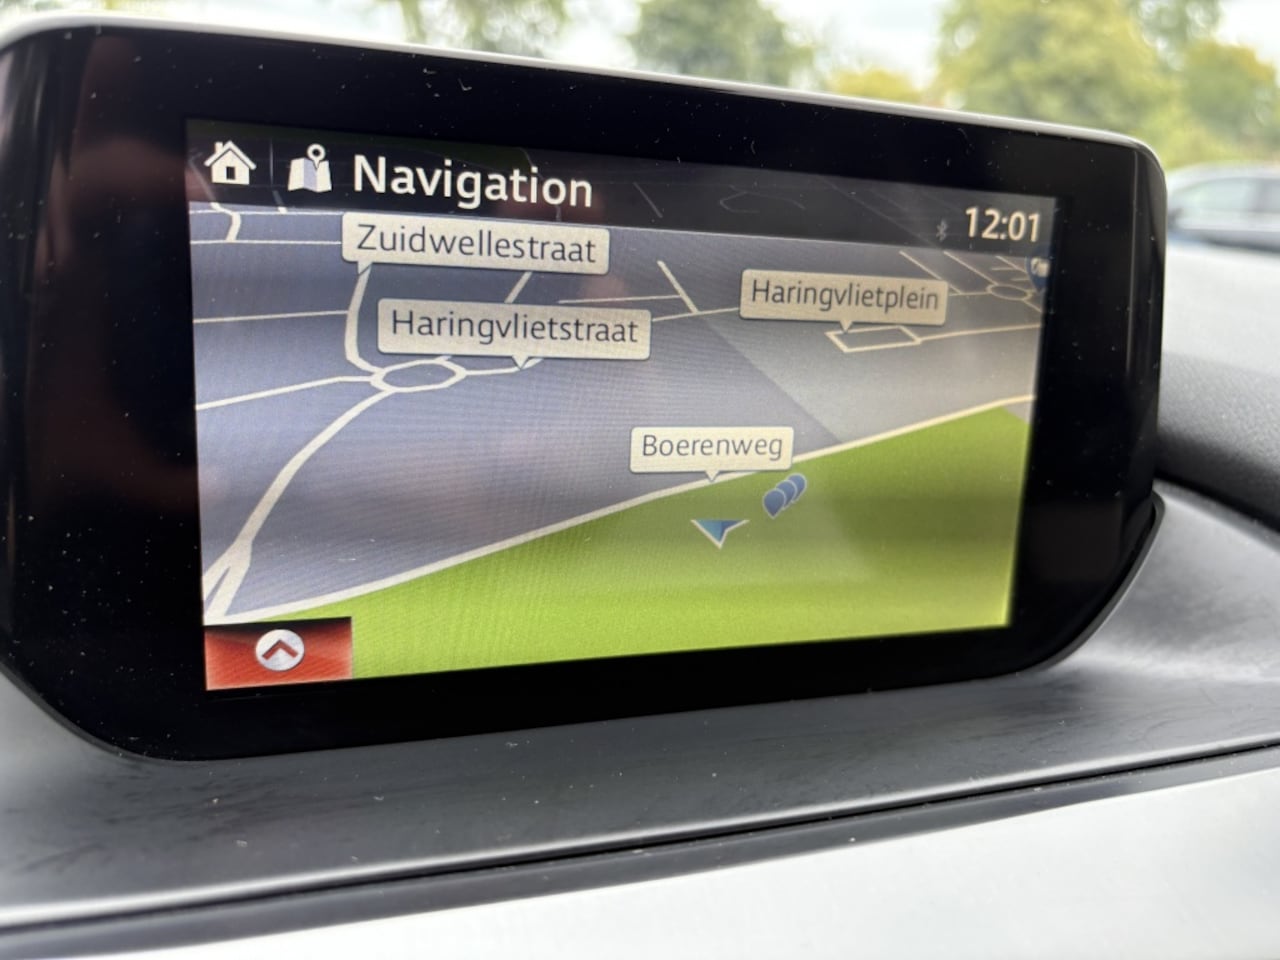 Navigation
12:01
Zuidwellestraat
Haringvlietplein
Haringvlietstraat
Boerenweg